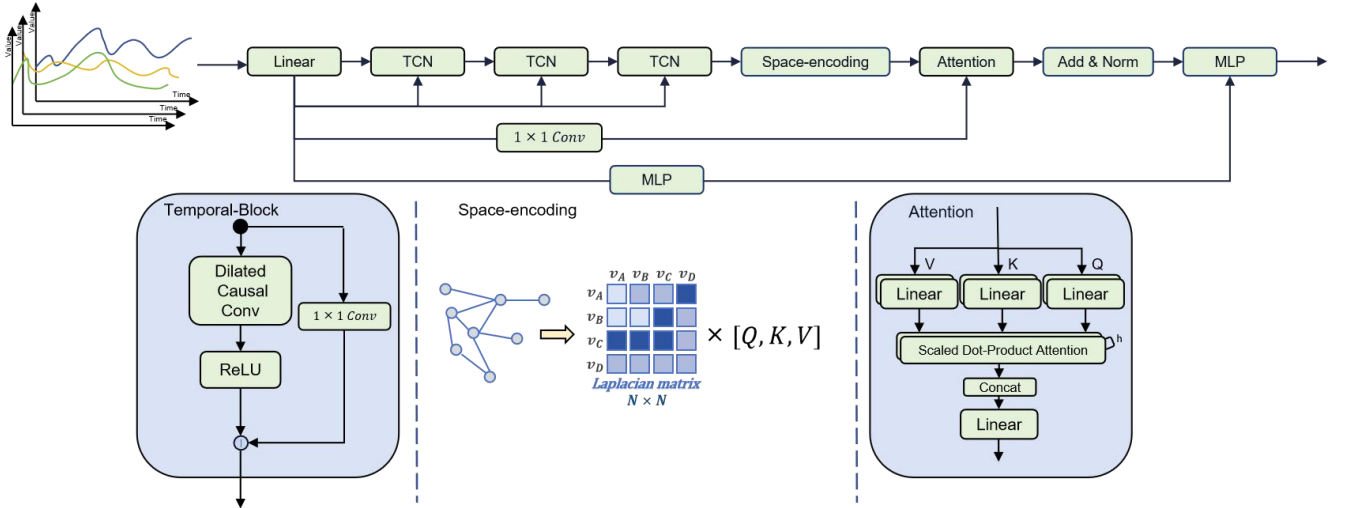 Value
Value
Value
Time
Time
Time
Linear
TCN
TCN
TCN
Space-encoding
Attention
Add & Norm
MLP
1 × 1 Conv
MLP
Temporal-Block
Dilated
Causal
Conv
1 × 1 Conv
ReLU
Space-encoding
v_A v_B v_C v_D
v_A
v_B
v_C
v_D
× [Q, K, V]
Laplacian matrix
N × N
Attention
V K Q
Linear Linear Linear
Scaled Dot-Product Attention
h
Concat
Linear